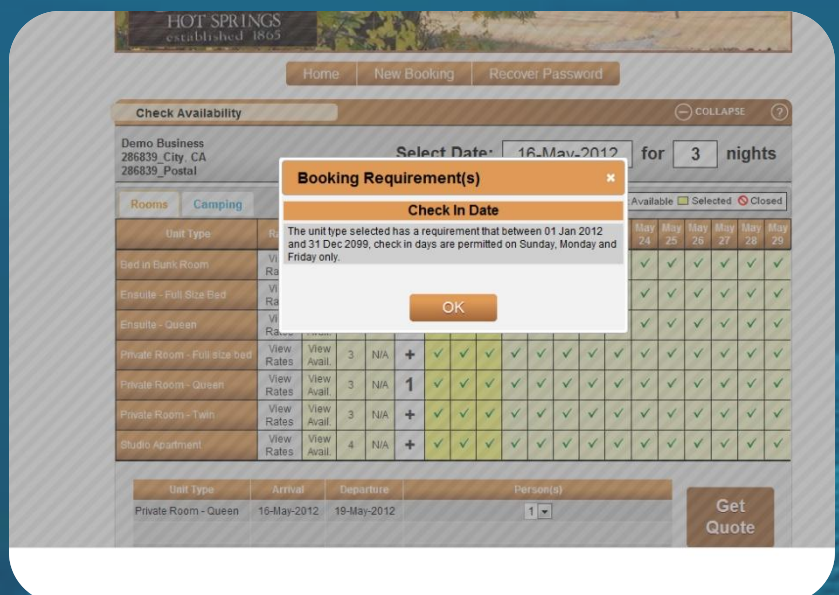 HOT SPRINGS
established 1865
Home New Booking Recover Password
Check Availability COLLAPSE ?
Demo Business
286839_City. CA
286839_Postal
Select Date: 16-May-2012 for 3 nights
Booking Requirement(s) ×
Check In Date
The unit type selected has a requirement that between 01 Jan 2012
and 31 Dec 2099, check in days are permitted on Sunday, Monday and
Friday only.
OK
Rooms Camping
Available Selected Closed
Unit Type May 24 May 25 May 26 May 27 May 28 May 29
Bed in Bunk Room
Ensuite - Full Size Bed
Ensuite - Queen
Private Room - Full size bed View Rates View Avail. 3 N/A +
Private Room - Queen View Rates View Avail. 3 N/A 1
Private Room - Twin View Rates View Avail. 3 N/A +
Studio Apartment View Rates View Avail. 4 N/A +
Unit Type Arrival Departure Person(s)
Private Room - Queen 16-May-2012 19-May-2012 1
Get
Quote